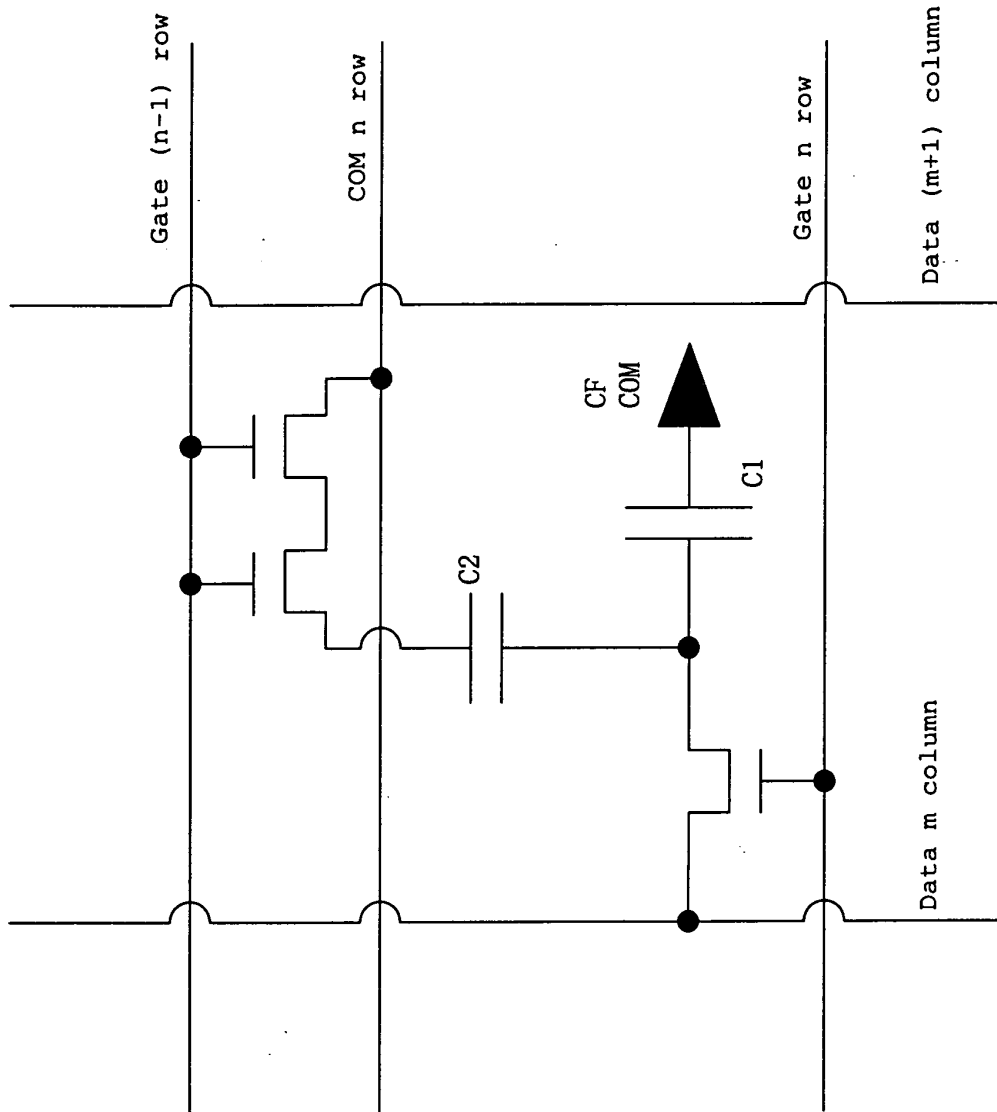 Gate (n-1) row
COM n row
Gate n row
Data (m+1) column
CF
COM
C1
C2
Data m column